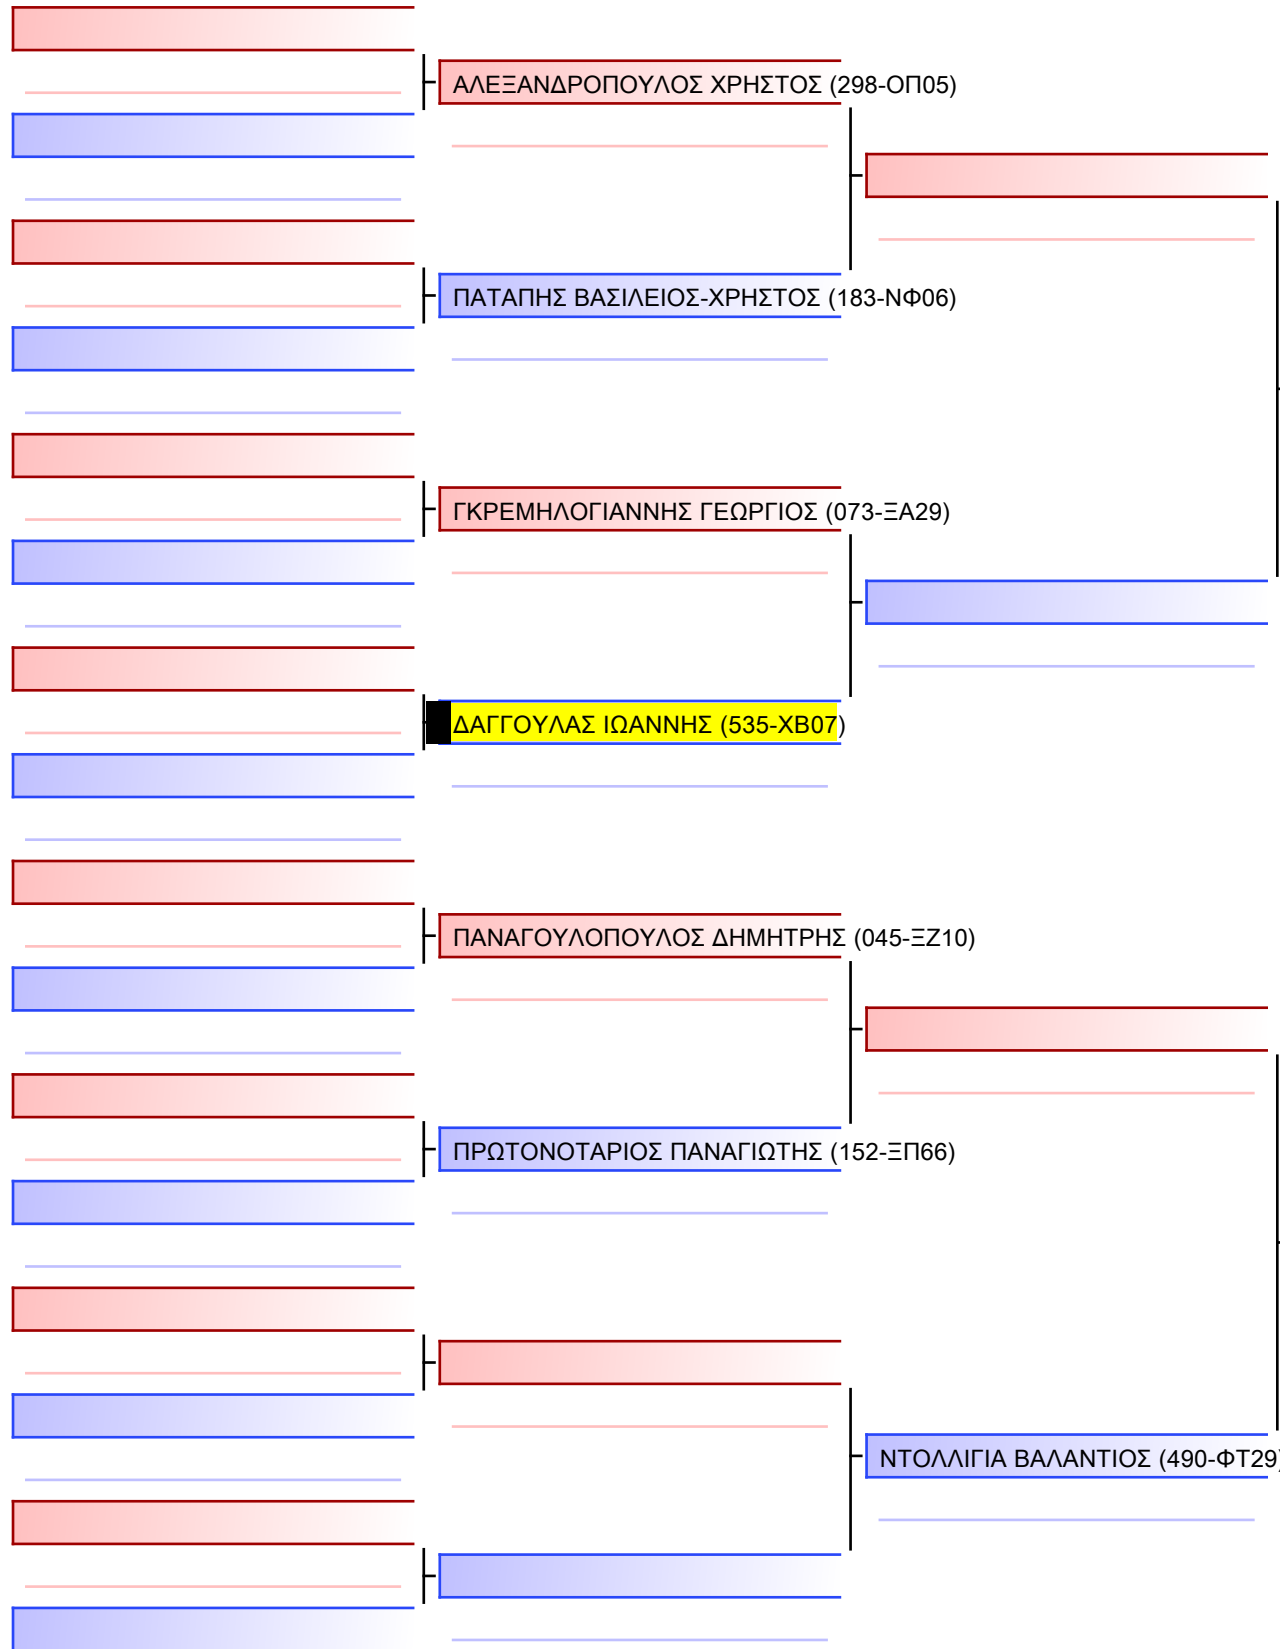 ΑΛΕΞΑΝΔΡΟΠΟΥΛΟΣ ΧΡΗΣΤΟΣ (298-ΟΠ05)
ΠΑΤΑΠΗΣ ΒΑΣΙΛΕΙΟΣ-ΧΡΗΣΤΟΣ (183-ΝΦ06)
ΓΚΡΕΜΗΛΟΓΙΑΝΝΗΣ ΓΕΩΡΓΙΟΣ (073-ΞΑ29)
ΔΑΓΓΟΥΛΑΣ ΙΩΑΝΝΗΣ (535-ΧΒ07)
ΠΑΝΑΓΟΥΛΟΠΟΥΛΟΣ ΔΗΜΗΤΡΗΣ (045-ΞΖ10)
ΠΡΩΤΟΝΟΤΑΡΙΟΣ ΠΑΝΑΓΙΩΤΗΣ (152-ΞΠ66)
ΝΤΟΛΛΙΓΙΑ ΒΑΛΑΝΤΙΟΣ (490-ΦΤ29)